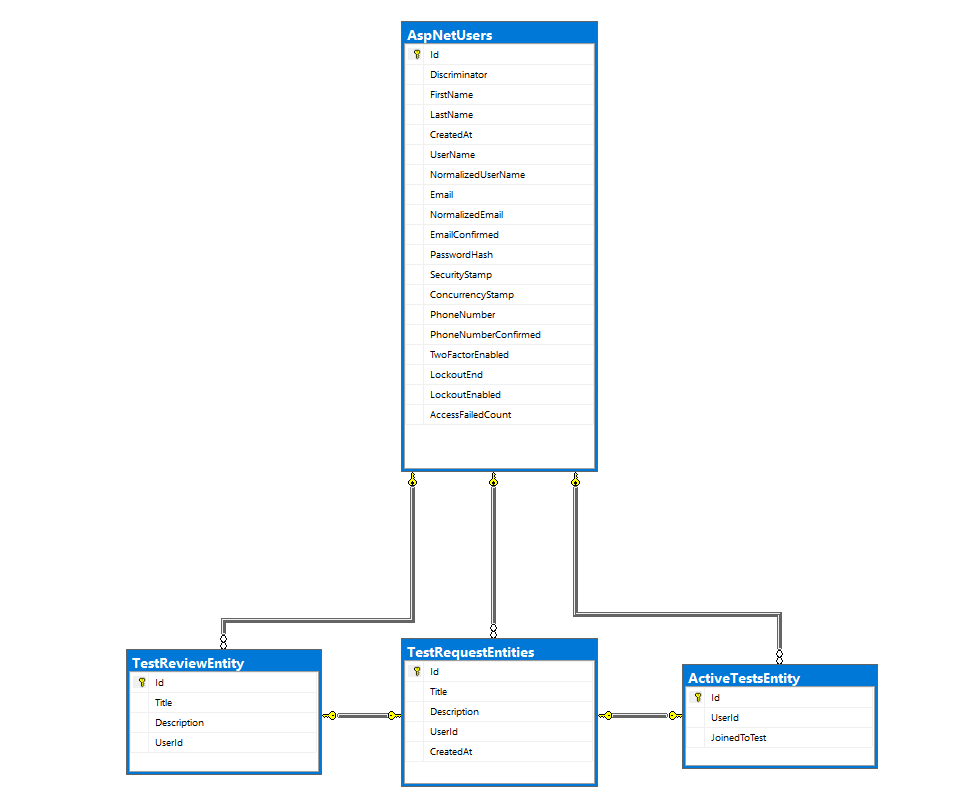 AspNetUsers
Id
Discriminator
FirstName
LastName
CreatedAt
UserName
NormalizedUserName
Email
NormalizedEmail
EmailConfirmed
PasswordHash
SecurityStamp
ConcurrencyStamp
PhoneNumber
PhoneNumberConfirmed
TwoFactorEnabled
LockoutEnd
LockoutEnabled
AccessFailedCount
TestReviewEntity
Id
Title
Description
UserId
TestRequestEntities
Id
Title
Description
UserId
CreatedAt
ActiveTestsEntity
Id
UserId
JoinedToTest